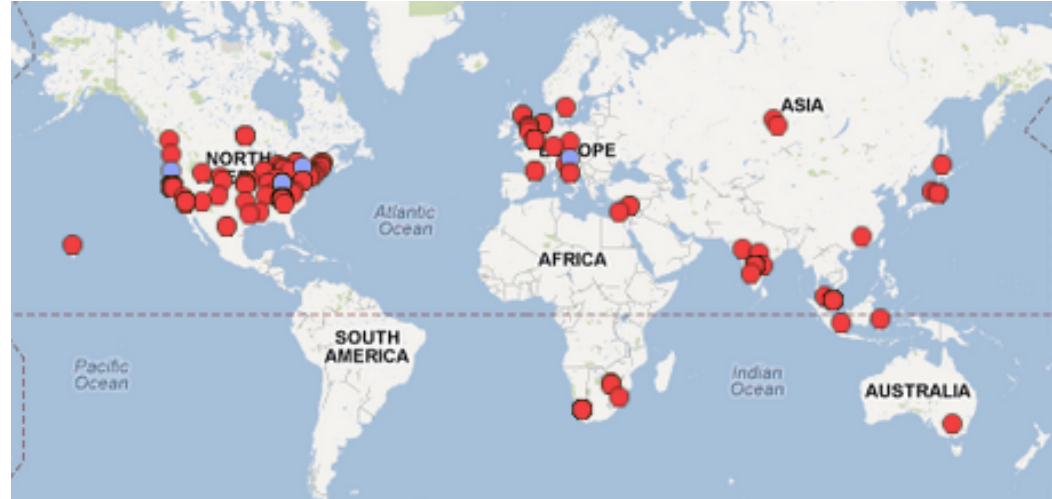 ASIA
NORTH
Atlantic
Ocean
AFRICA
SOUTH
AMERICA
Pacific
Ocean
Indian
Ocean
AUSTRALIA